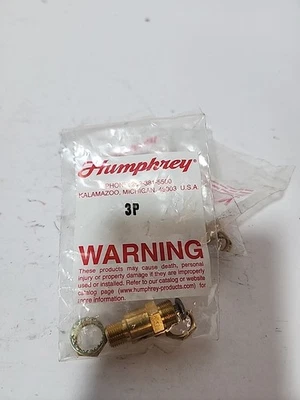 Humphrey®
KALAMAZOO, MICHIGAN, 49003 U.S.A
3P
WARNING
These products may cause death, personal
injury or property damage if they are improperly
used or installed. Refer to our catalog or website
catalog page (www.humphrey-products.com) for
more information.